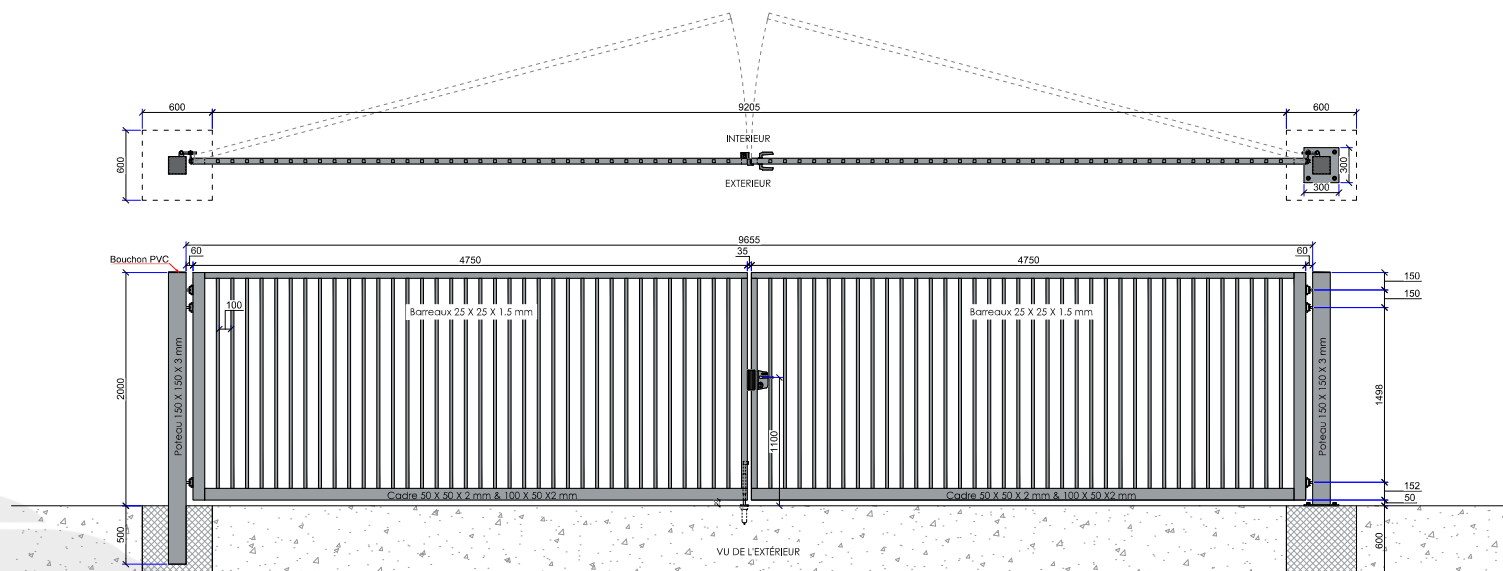 600
9205
600
INTERIEUR
EXTERIEUR
600
300
300
9655
Bouchon PVC
60
35
60
4750
4750
150
150
100
Barreaux 25 X 25 X 1.5 mm
Barreaux 25 X 25 X 1.5 mm
Poteau 150 X 150 X 3 mm
Poteau 150 X 150 X 3 mm
2000
1498
1100
152
50
Cadre 50 X 50 X 2 mm & 100 X 50 X2 mm
Cadre 50 X 50 X 2 mm & 100 X 50 X2 mm
500
600
VU DE L'EXTÉRIEUR